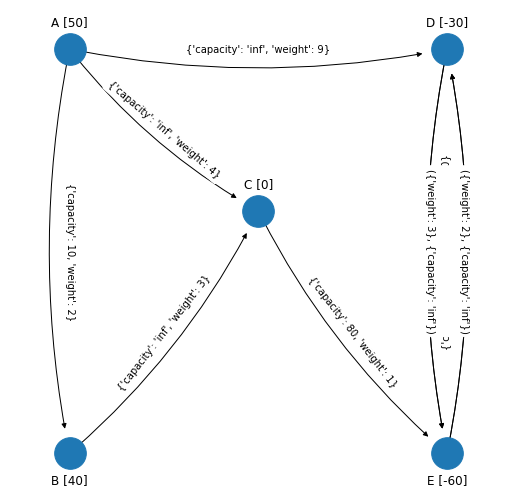 A [50]
D [-30]
{'capacity': 'inf', 'weight': 9}
{'capacity': 'inf', 'weight': 4}
C [0]
{'capacity': 10, 'weight': 2}
({'weight': 3}, {'capacity': 'inf'})
({'weight': 2}, {'capacity': 'inf'})
{'capacity': 'inf', 'weight': 3}
{'capacity': 80, 'weight': 1}
B [40]
E [-60]